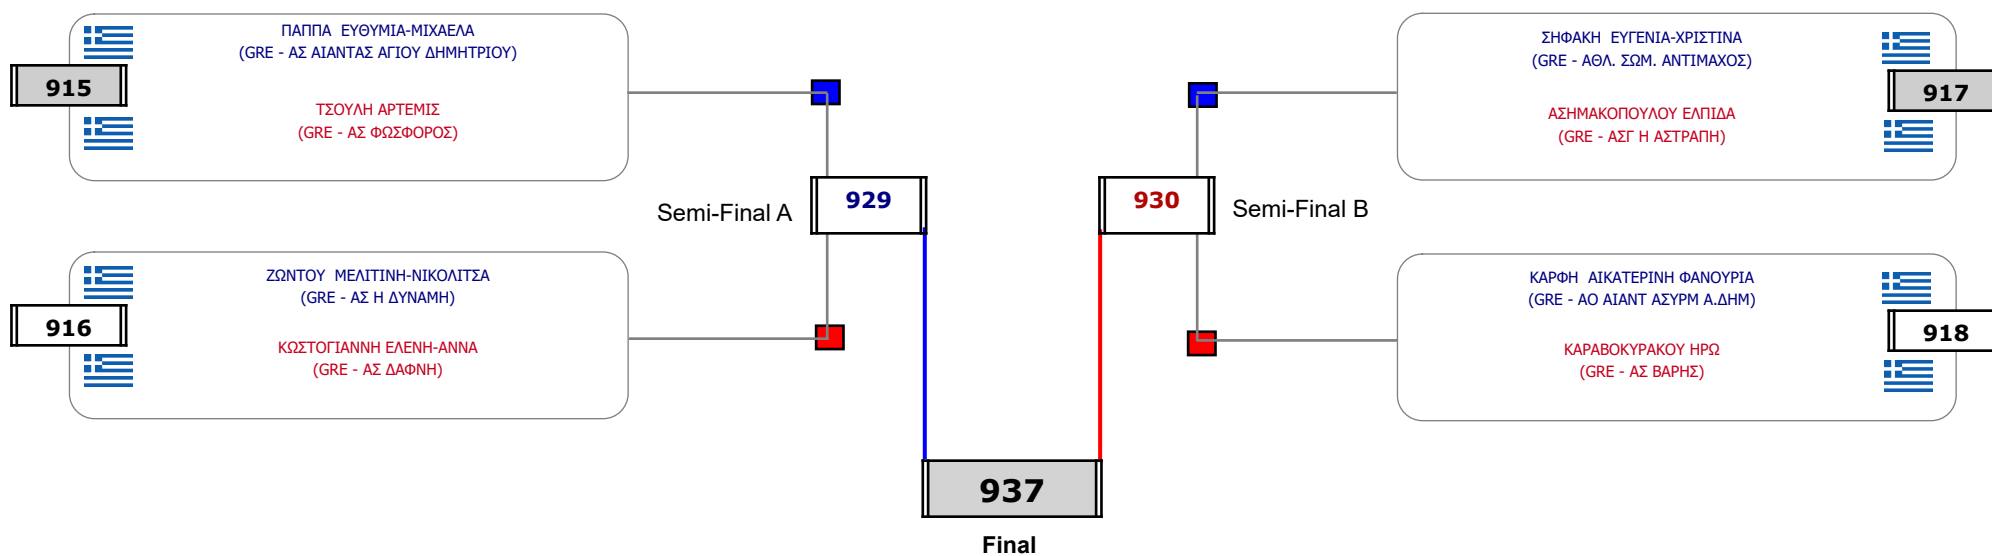 ΠΑΠΠΑ ΕΥΘΥΜΙΑ-ΜΙΧΑΕΛΑ
(GRE - ΑΣ ΑΙΑΝΤΑΣ ΑΓΙΟΥ ΔΗΜΗΤΡΙΟΥ)
915
ΤΣΟΥΛΗ ΑΡΤΕΜΙΣ
(GRE - ΑΣ ΦΩΣΦΟΡΟΣ)
929
Semi-Final A
ΖΩΝΤΟΥ ΜΕΛΙΤΙΝΗ-ΝΙΚΟΛΙΤΣΑ
(GRE - ΑΣ Η ΔΥΝΑΜΗ)
916
ΚΩΣΤΟΓΙΑΝΝΗ ΕΛΕΝΗ-ΑΝΝΑ
(GRE - ΑΣ ΔΑΦΝΗ)
ΣΗΦΑΚΗ ΕΥΓΕΝΙΑ-ΧΡΙΣΤΙΝΑ
(GRE - ΑΘΛ. ΣΩΜ. ΑΝΤΙΜΑΧΟΣ)
917
ΑΣΗΜΑΚΟΠΟΥΛΟΥ ΕΛΠΙΔΑ
(GRE - ΑΣΓ Η ΑΣΤΡΑΠΗ)
930
Semi-Final B
ΚΑΡΦΗ ΑΙΚΑΤΕΡΙΝΗ ΦΑΝΟΥΡΙΑ
(GRE - ΑΟ ΑΙΑΝΤ ΑΣΥΡΜ Α.ΔΗΜ)
918
ΚΑΡΑΒΟΚΥΡΑΚΟΥ ΗΡΩ
(GRE - ΑΣ ΒΑΡΗΣ)
937
Final